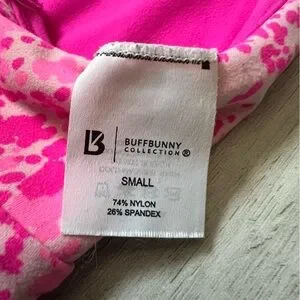 BUFFBUNNY
COLLECTION®
SMALL
74% NYLON
26% SPANDEX